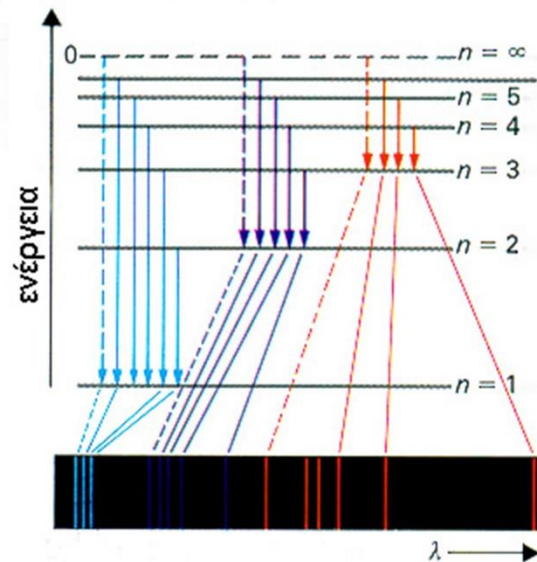 0
n = ∞
n = 5
n = 4
n = 3
n = 2
n = 1
ενέργεια
λ